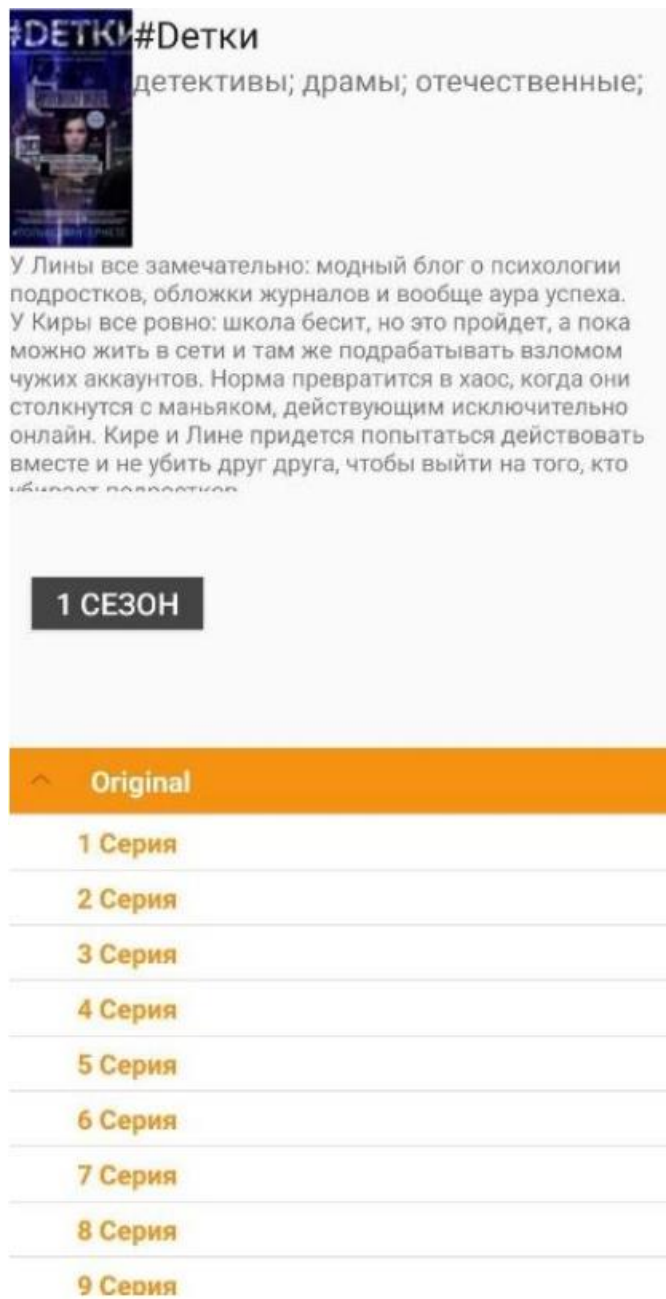 #DЕТКИ
#Dетки
детективы; драмы; отечественные;
У Лины все замечательно: модный блог о психологии
подростков, обложки журналов и вообще аура успеха.
У Киры все ровно: школа бесит, но это пройдет, а пока
можно жить в сети и там же подрабатывать взломом
чужих аккаунтов. Норма превратится в хаос, когда они
столкнутся с маньяком, действующим исключительно
онлайн. Кире и Лине придется попытаться действовать
вместе и не убить друг друга, чтобы выйти на того, кто
убивает подростков
1 СЕЗОН
Original
1 Серия
2 Серия
3 Серия
4 Серия
5 Серия
6 Серия
7 Серия
8 Серия
9 Серия